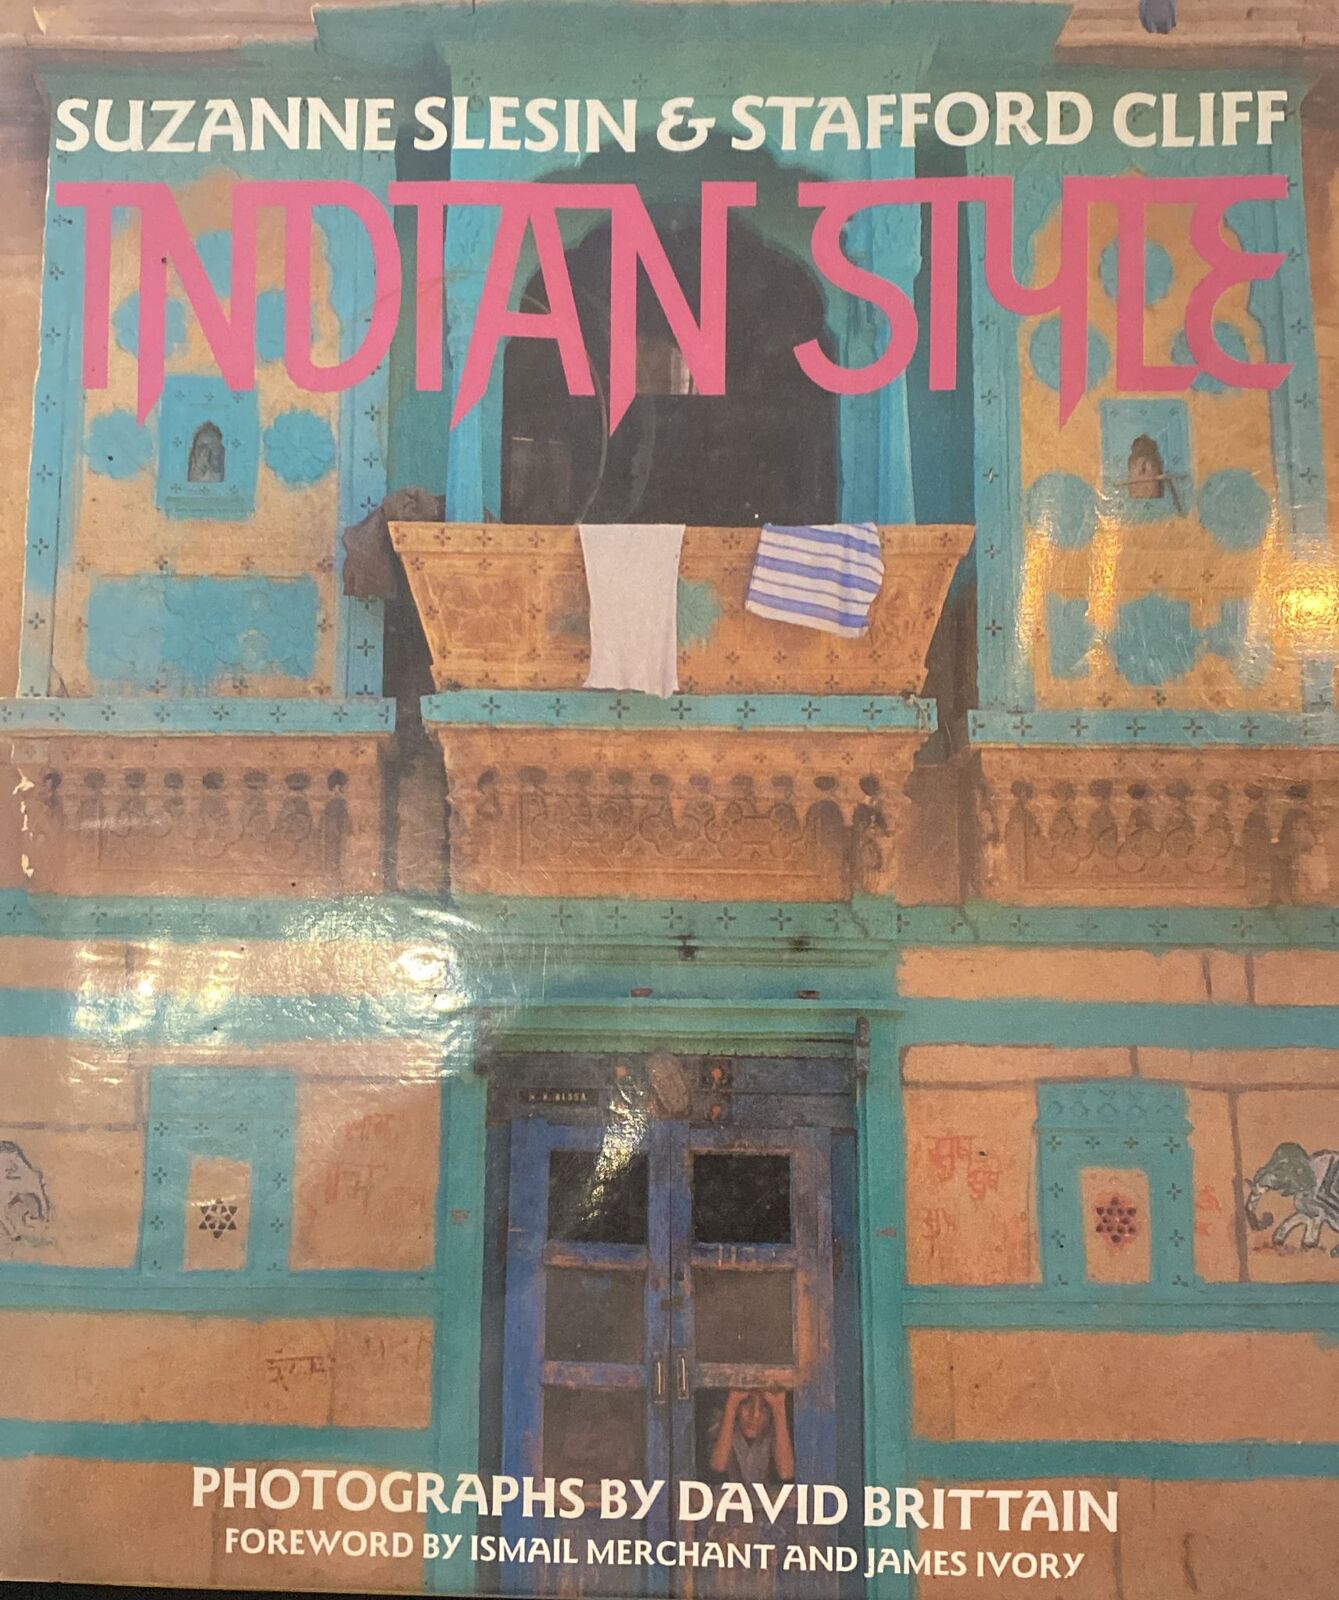 SUZANNE SLESIN & STAFFORD CLIFF
INDIAN STYLE
PHOTOGRAPHS BY DAVID BRITTAIN
FOREWORD BY ISMAIL MERCHANT AND JAMES IVORY